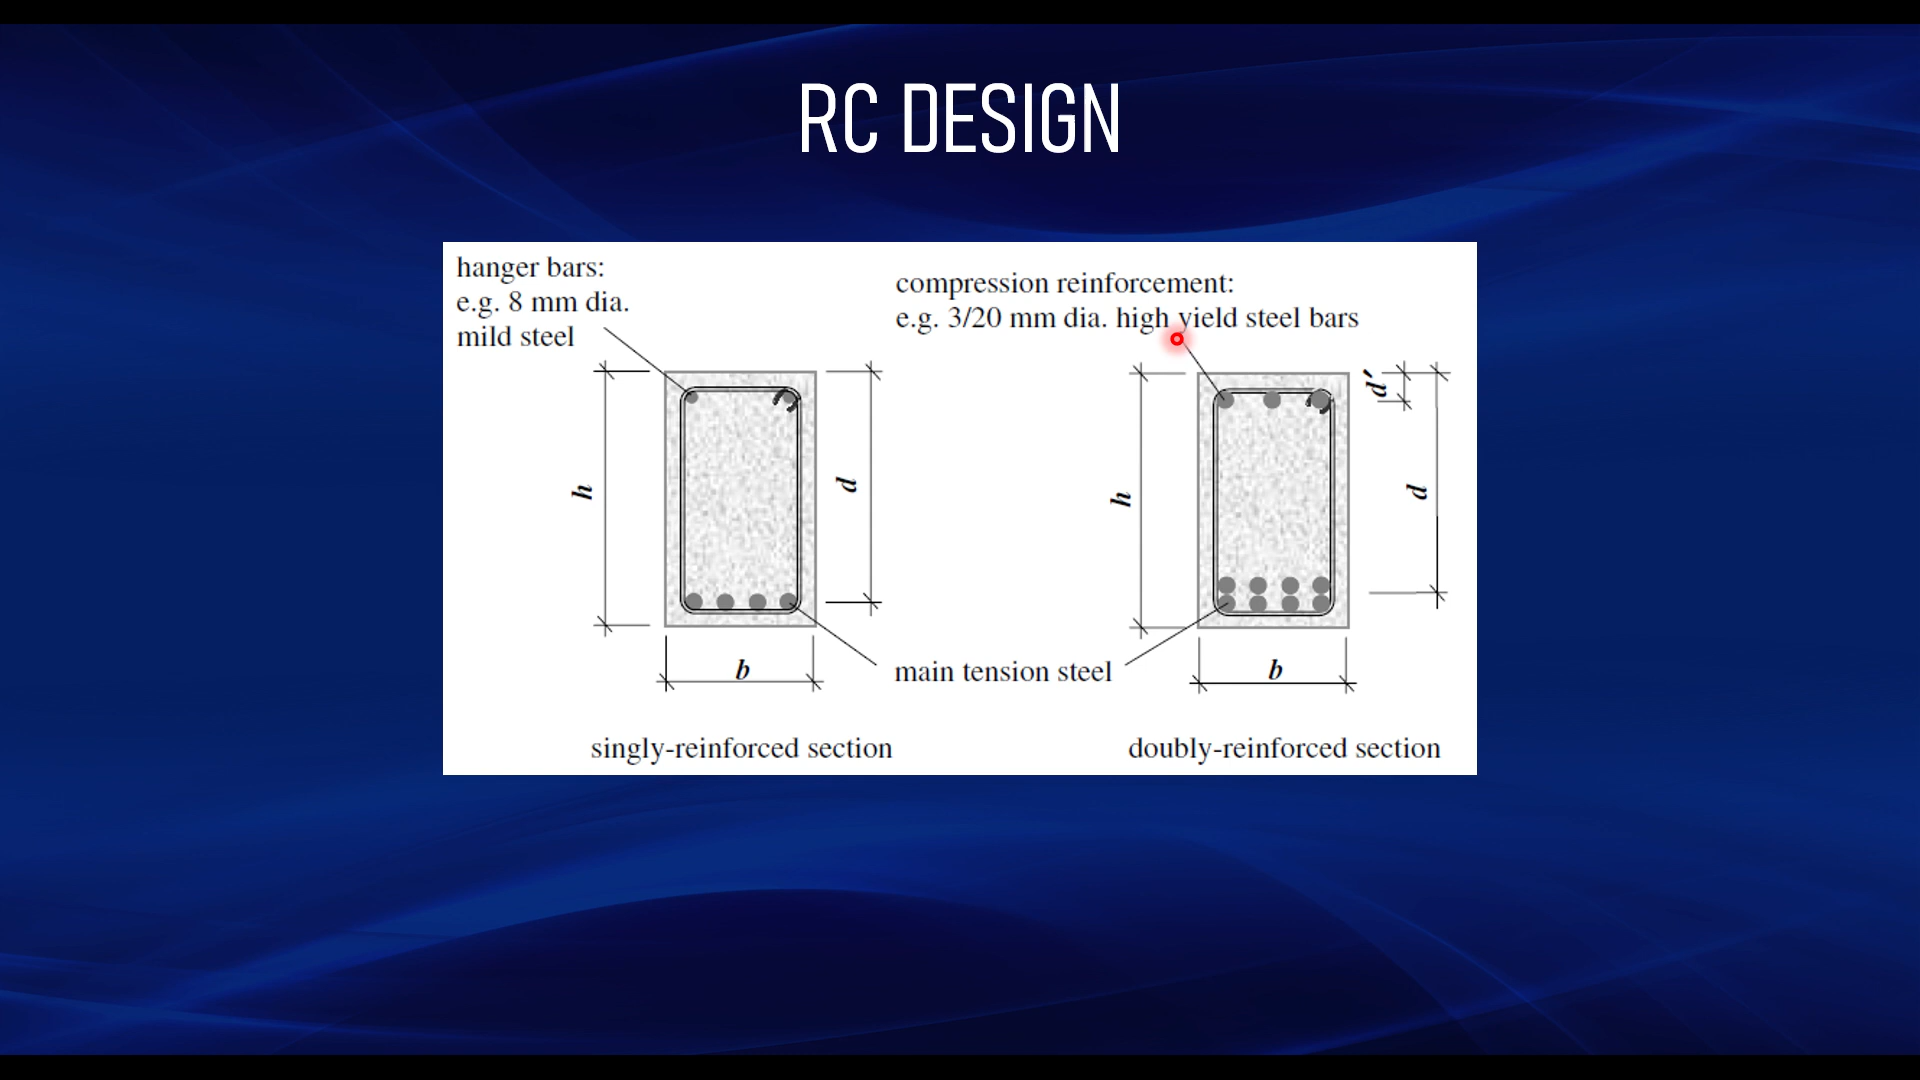 RC DESIGN
hanger bars:
e.g. 8 mm dia.
mild steel
compression reinforcement:
e.g. 3/20 mm dia. high yield steel bars
h
d
b
h
d′
d
b
main tension steel
singly-reinforced section
doubly-reinforced section